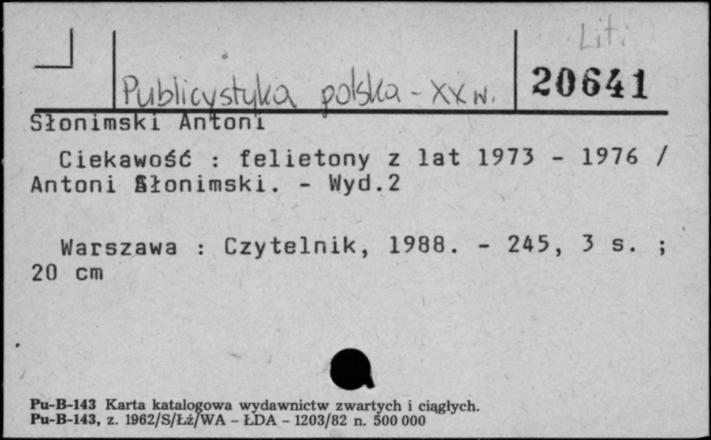 Lit.
Publicystyka polska - XX w.
20641
Słonimski Antoni
Ciekawość : felietony z lat 1973 - 1976 /
Antoni Słonimski. - Wyd.2
Warszawa : Czytelnik, 1988. - 245, 3 s. ;
20 cm
Pu-B-143 Karta katalogowa wydawnictw zwartych i ciągłych.
Pu-B-143, z. 1962/S/Łż/WA - ŁDA - 1203/82 n. 500 000